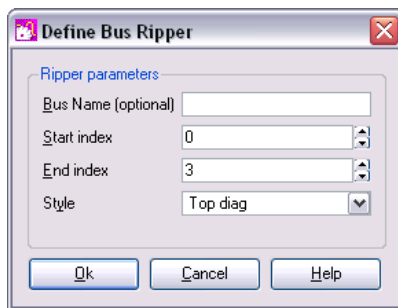 Define Bus Ripper
Ripper parameters
Bus Name (optional)
Start index 0
End index 3
Style Top diag
Ok Cancel Help